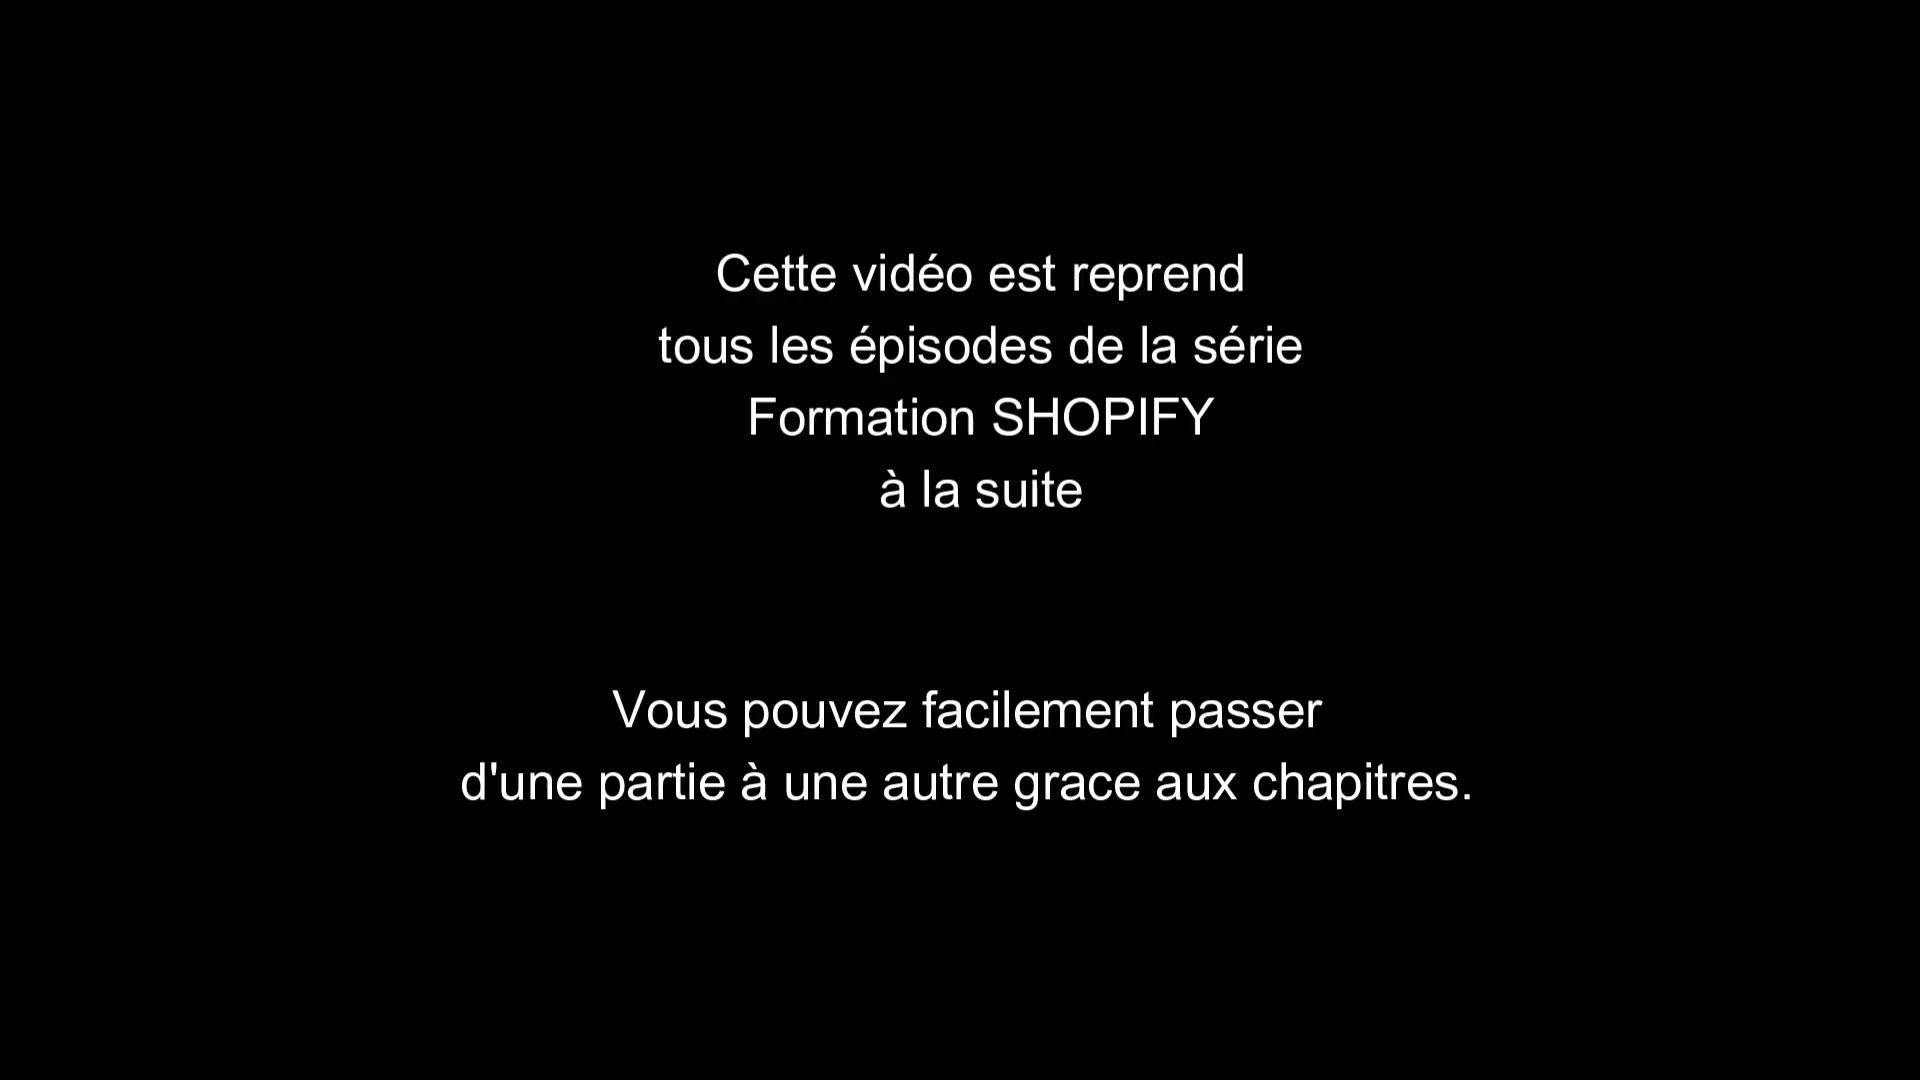 Cette vidéo est reprend
tous les épisodes de la série
Formation SHOPIFY
à la suite
Vous pouvez facilement passer
d'une partie à une autre grace aux chapitres.